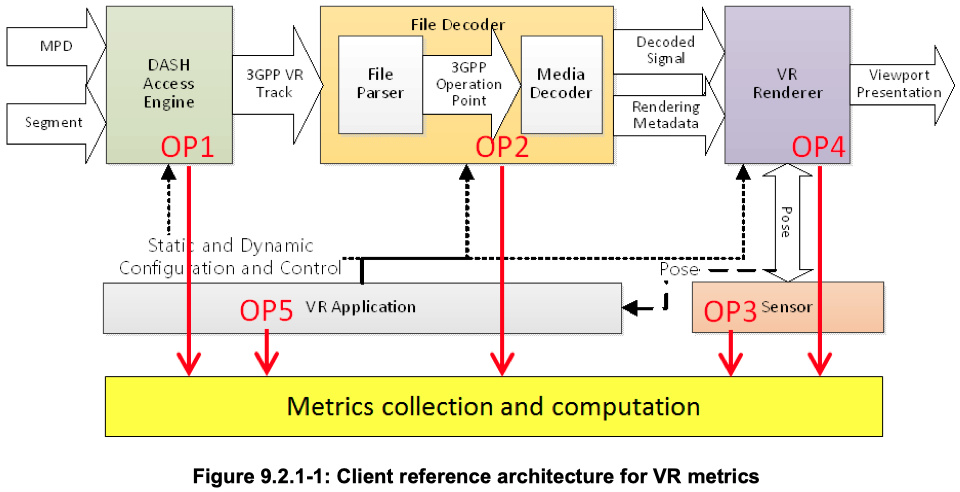 MPD
Segment
DASH
Access
Engine
OP1
3GPP VR
Track
File Decoder
File
Parser
3GPP
Operation
Point
Media
Decoder
OP2
Decoded
Signal
Rendering
Metadata
VR
Renderer
OP4
Viewport
Presentation
Pose
Static and Dynamic
Configuration and Control
Pose
OP5
VR Application
OP3
Sensor
Metrics collection and computation
Figure 9.2.1-1: Client reference architecture for VR metrics